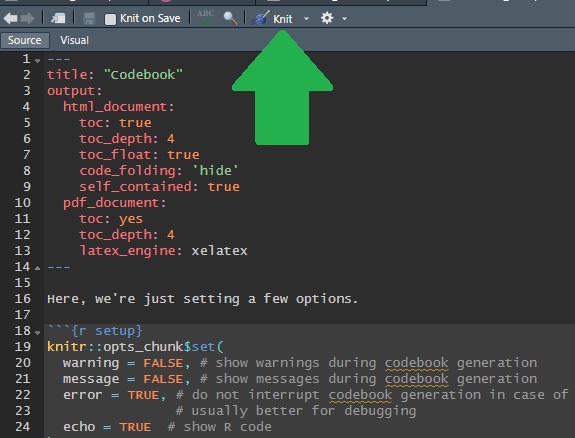 Knit on Save
ABC
Knit
Source
Visual
1 ---
2 title: "Codebook"
3 output:
4 html_document:
5 toc: true
6 toc_depth: 4
7 toc_float: true
8 code_folding: 'hide'
9 self_contained: true
10 pdf_document:
11 toc: yes
12 toc_depth: 4
13 latex_engine: xelatex
14 ---
15
16 Here, we're just setting a few options.
17
18 ```{r setup}
19 knitr::opts_chunk$set(
20 warning = FALSE, # show warnings during codebook generation
21 message = FALSE, # show messages during codebook generation
22 error = TRUE, # do not interrupt codebook generation in case of
23 # usually better for debugging
24 echo = TRUE # show R code